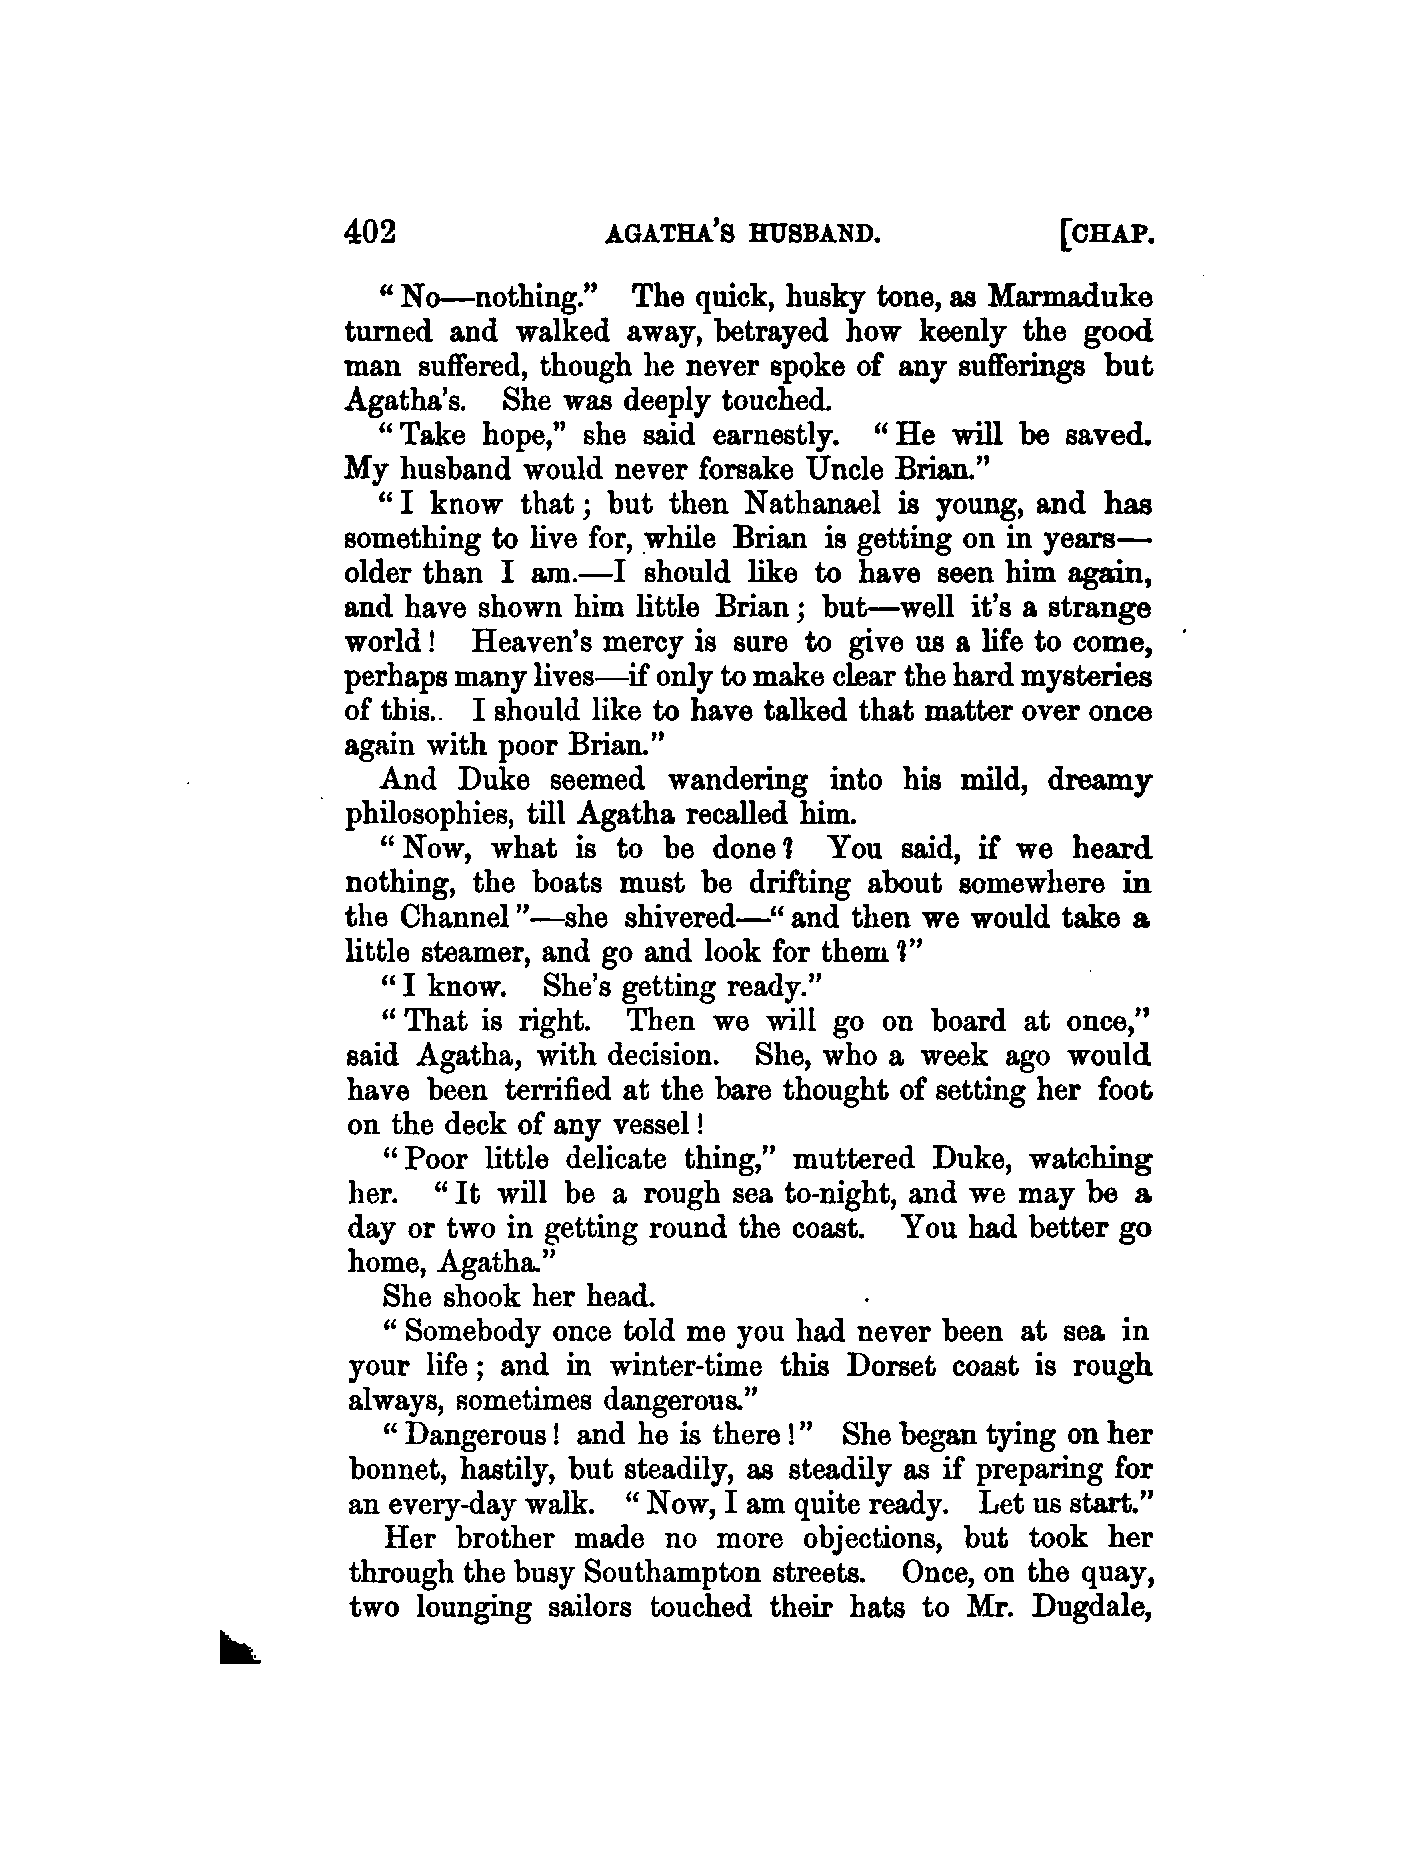 402 AGATHA'S HUSBAND. [CHAP.
"No—nothing." The quick, husky tone, as Marmaduke
turned and walked away, betrayed how keenly the good
man suffered, though he never spoke of any sufferings but
Agatha's. She was deeply touched.
"Take hope," she said earnestly. "He will be saved.
My husband would never forsake Uncle Brian."
"I know that; but then Nathanael is young, and has
something to live for, while Brian is getting on in years—
older than I am.—I should like to have seen him again,
and have shown him little Brian; but—well it's a strange
world! Heaven's mercy is sure to give us a life to come,
perhaps many lives—if only to make clear the hard mysteries
of this.. I should like to have talked that matter over once
again with poor Brian."
And Duke seemed wandering into his mild, dreamy
philosophies, till Agatha recalled him.
"Now, what is to be done? You said, if we heard
nothing, the boats must be drifting about somewhere in
the Channel"—she shivered—"and then we would take a
little steamer, and go and look for them?"
"I know. She's getting ready."
"That is right. Then we will go on board at once,"
said Agatha, with decision. She, who a week ago would
have been terrified at the bare thought of setting her foot
on the deck of any vessel!
"Poor little delicate thing," muttered Duke, watching
her. "It will be a rough sea to-night, and we may be a
day or two in getting round the coast. You had better go
home, Agatha."
She shook her head.
"Somebody once told me you had never been at sea in
your life; and in winter-time this Dorset coast is rough
always, sometimes dangerous."
"Dangerous! and he is there!" She began tying on her
bonnet, hastily, but steadily, as steadily as if preparing for
an every-day walk. "Now, I am quite ready. Let us start."
Her brother made no more objections, but took her
through the busy Southampton streets. Once, on the quay,
two lounging sailors touched their hats to Mr. Dugdale,